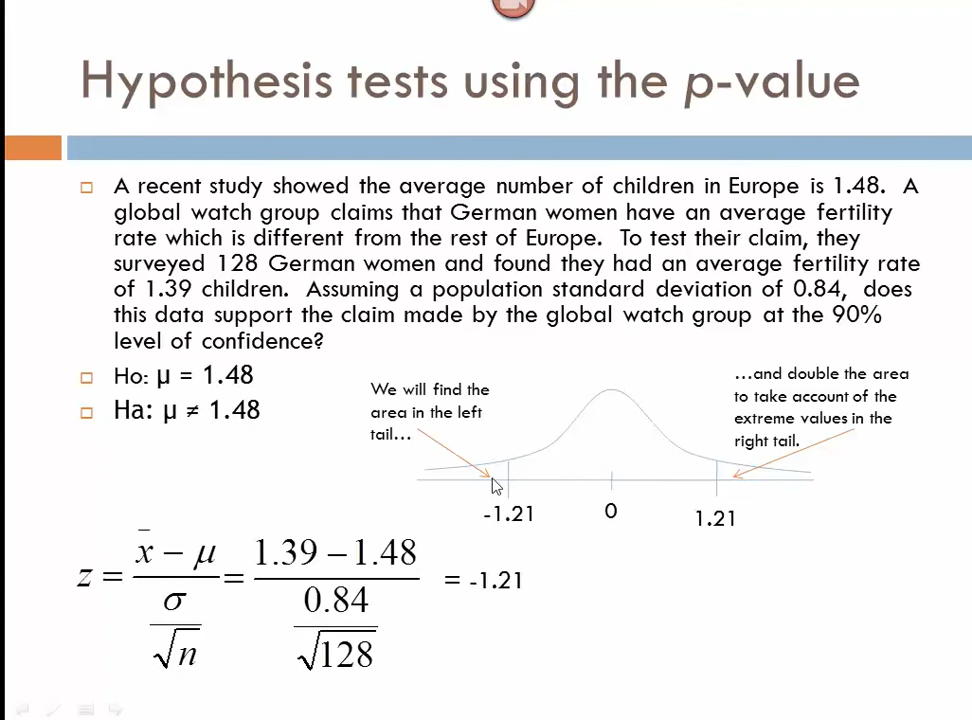 Hypothesis tests using the p-value
A recent study showed the average number of children in Europe is 1.48. A
global watch group claims that German women have an average fertility
rate which is different from the rest of Europe. To test their claim, they
surveyed 128 German women and found they had an average fertility rate
of 1.39 children. Assuming a population standard deviation of 0.84, does
this data support the claim made by the global watch group at the 90%
level of confidence?
Ho: µ = 1.48
Ha: µ ≠ 1.48
We will find the
area in the left
tail…
…and double the area
to take account of the
extreme values in the
right tail.
-1.21
0
1.21
z = (x̄ − μ) / (σ / √n) = (1.39 − 1.48) / (0.84 / √128) = -1.21